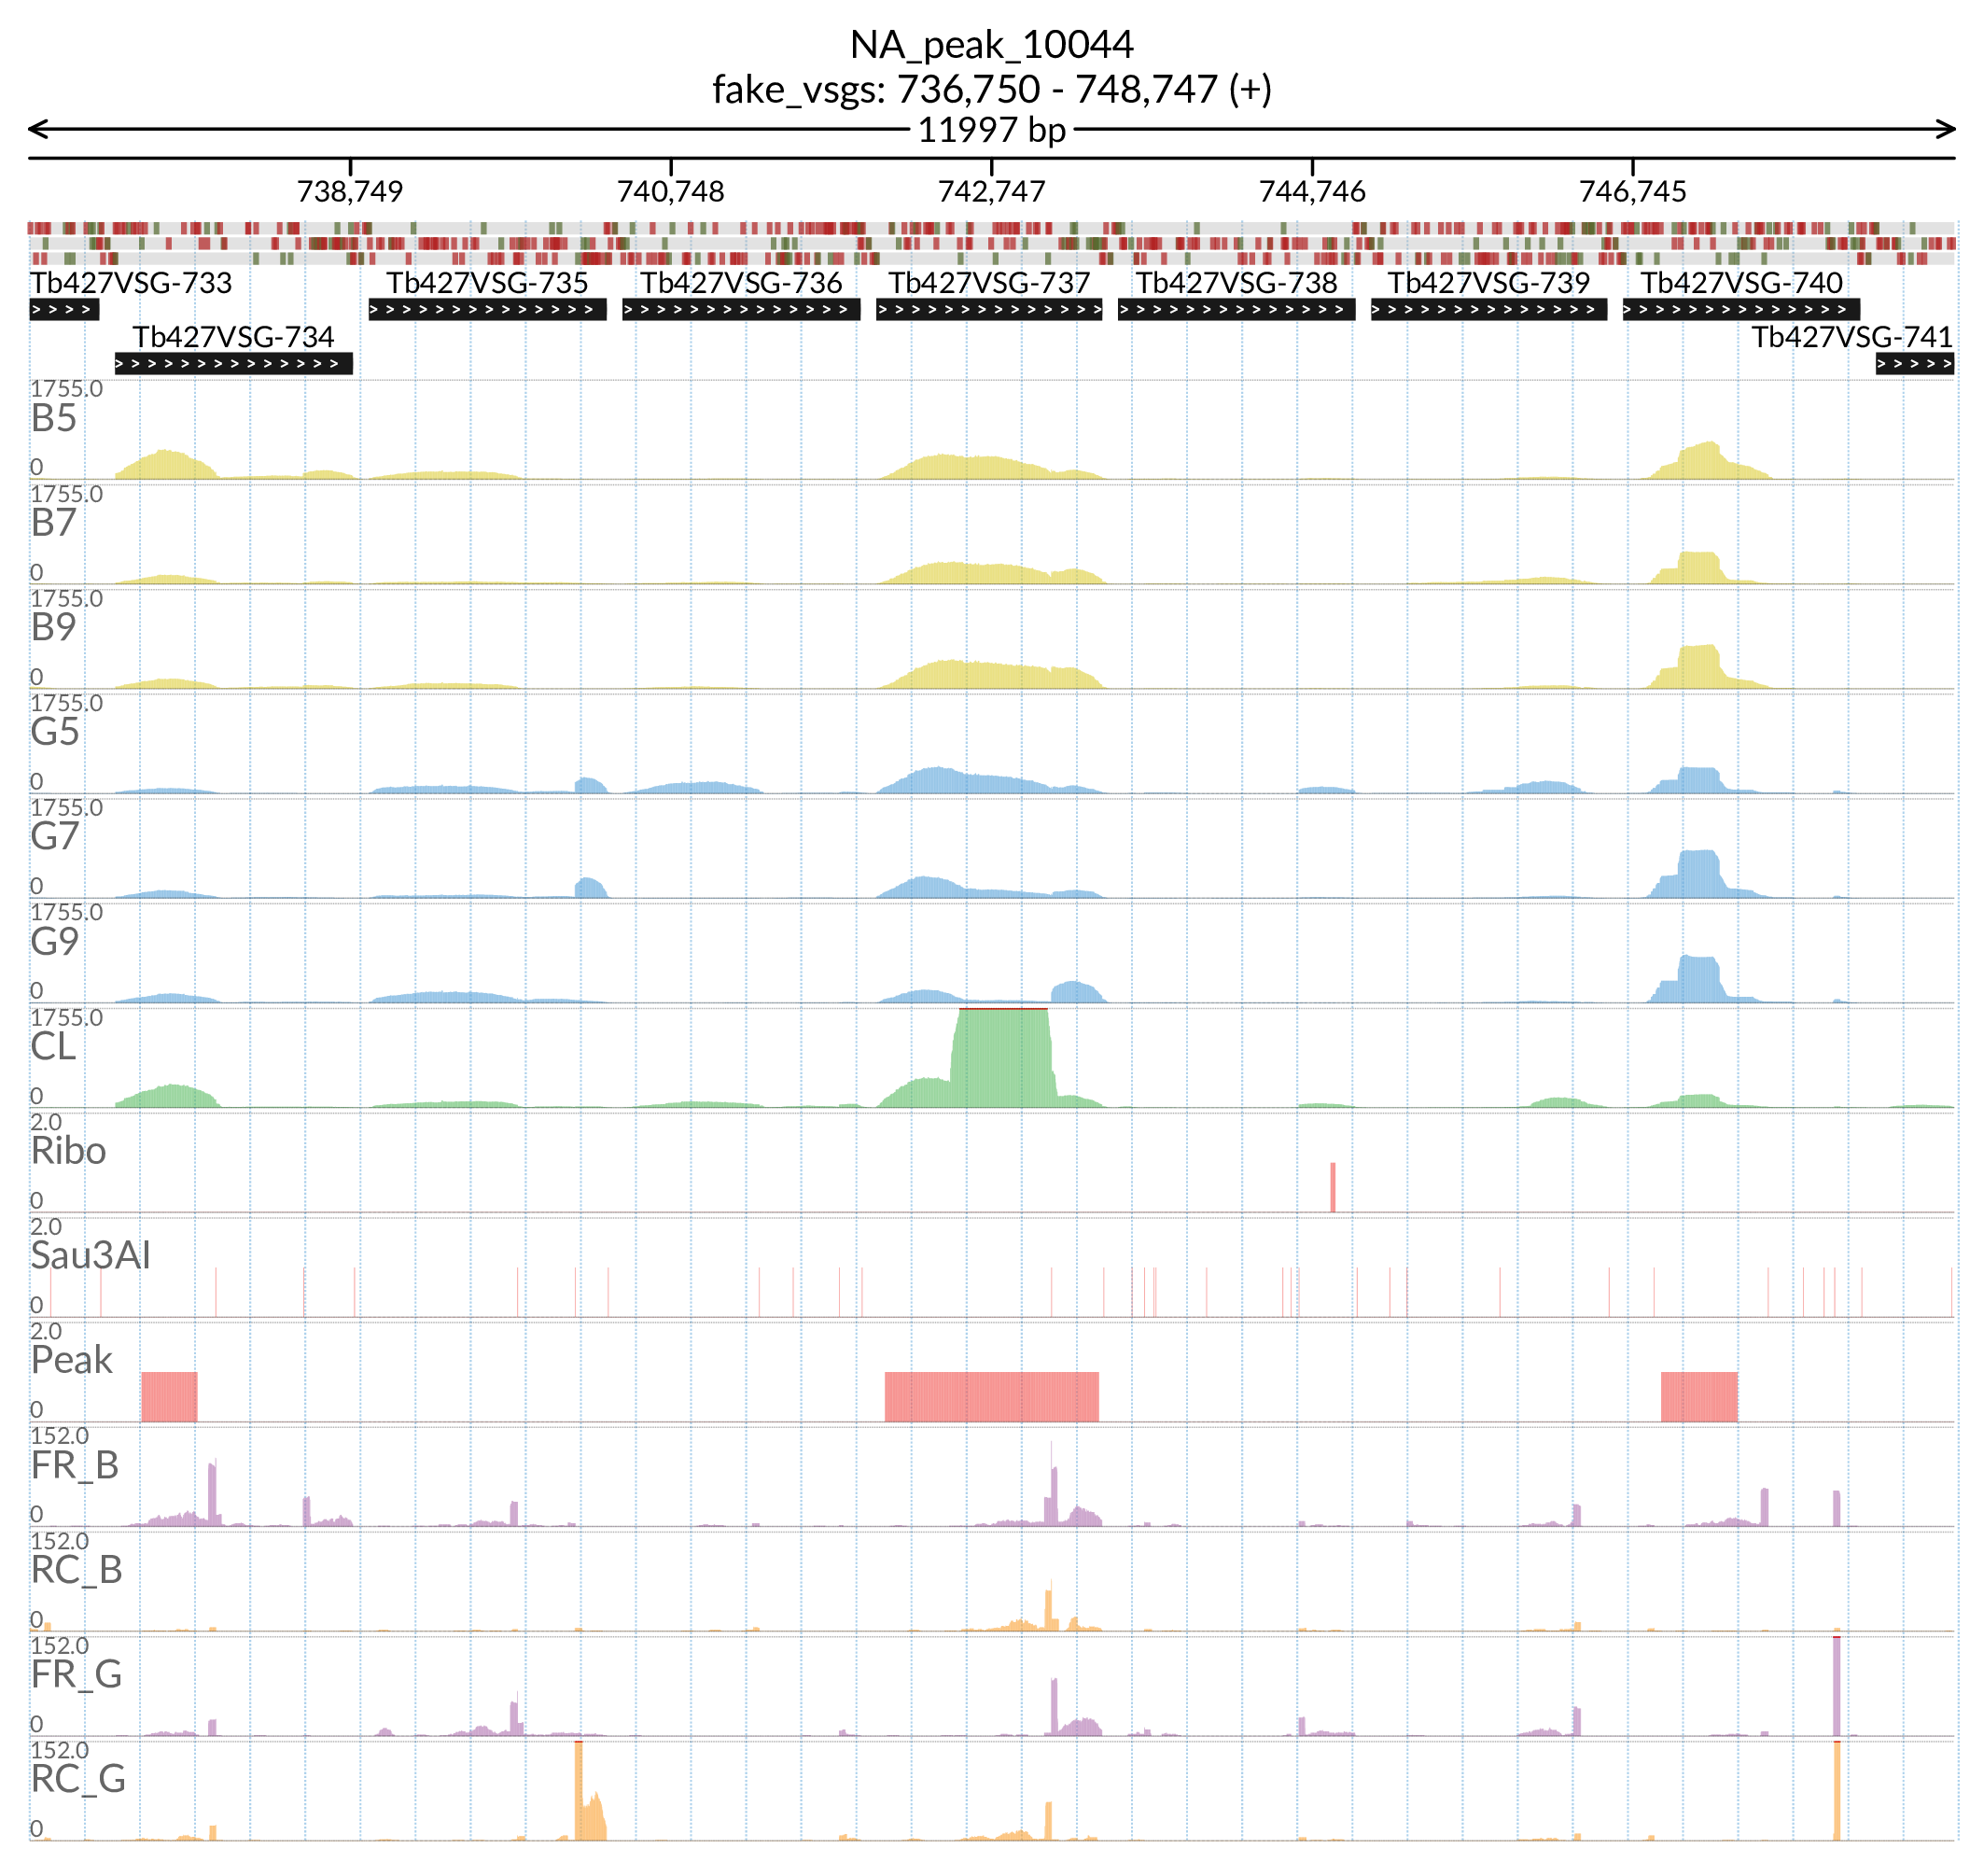 NA_peak_10044
fake_vsgs: 736,750 - 748,747 (+)
11997 bp
738,749 740,748 742,747 744,746 746,745
Tb427VSG-733 Tb427VSG-735 Tb427VSG-736 Tb427VSG-737 Tb427VSG-738 Tb427VSG-739 Tb427VSG-740
Tb427VSG-734 Tb427VSG-741
1755.0
B5
0
1755.0
B7
0
1755.0
B9
0
1755.0
G5
0
1755.0
G7
0
1755.0
G9
0
1755.0
CL
0
2.0
Ribo
0
2.0
Sau3AI
0
2.0
Peak
0
152.0
FR_B
0
152.0
RC_B
0
152.0
FR_G
0
152.0
RC_G
0